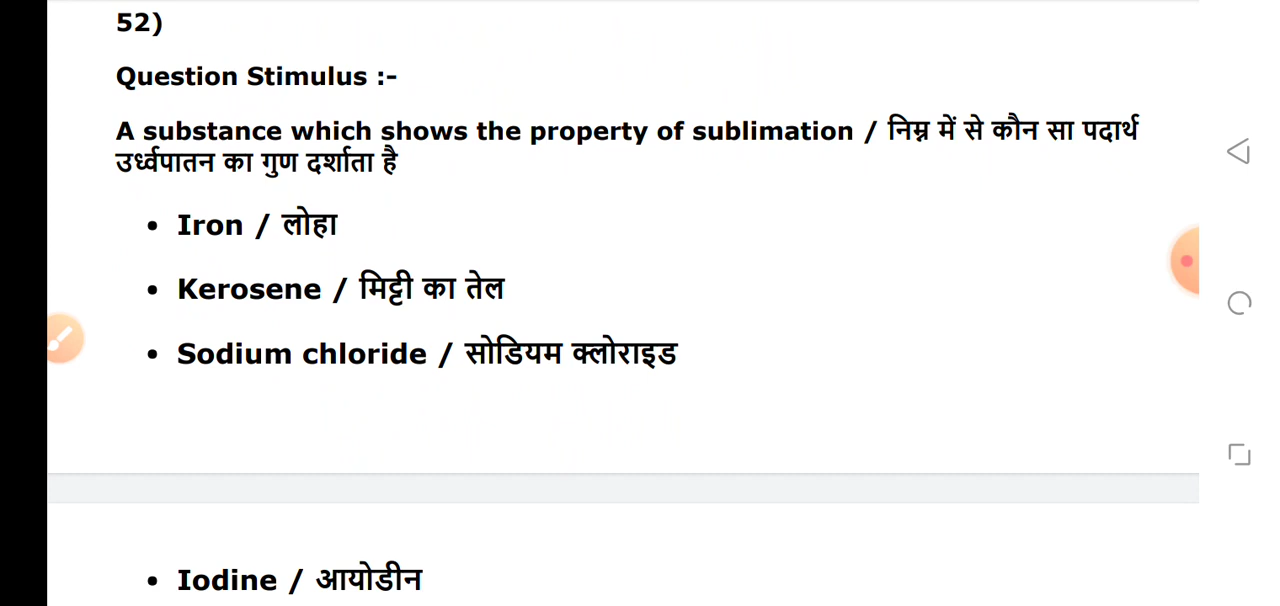 52)
Question Stimulus :-
A substance which shows the property of sublimation / निम्न में से कौन सा पदार्थ
उर्ध्वपातन का गुण दर्शाता है
• Iron / लोहा
• Kerosene / मिट्टी का तेल
• Sodium chloride / सोडियम क्लोराइड
• Iodine / आयोडीन